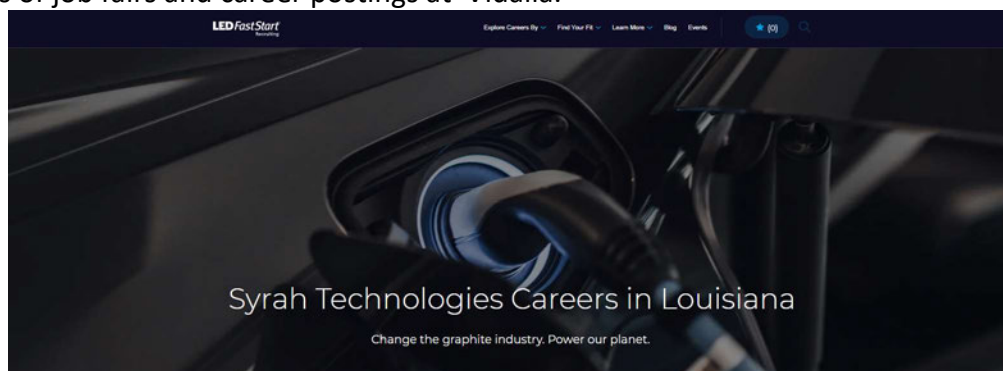 s of job fairs and career postings at Vidalia.
LED FastStart
Recruiting
Explore Careers By Find Your Fit Learn More Blog Events (0)
Syrah Technologies Careers in Louisiana
Change the graphite industry. Power our planet.